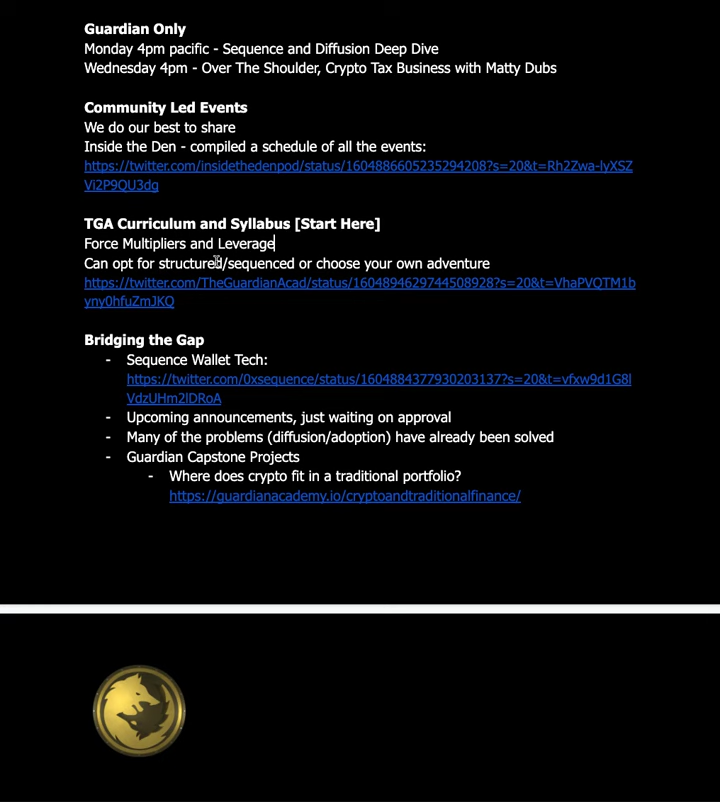 Guardian Only
Monday 4pm pacific - Sequence and Diffusion Deep Dive
Wednesday 4pm - Over The Shoulder, Crypto Tax Business with Matty Dubs
Community Led Events
We do our best to share
Inside the Den - compiled a schedule of all the events:
https://twitter.com/insidethedenpod/status/1604886605235294208?s=20&t=Rh2Zwa-lyXSZ
Vi2P9QU3dg
TGA Curriculum and Syllabus [Start Here]
Force Multipliers and Leverage
Can opt for structured/sequenced or choose your own adventure
https://twitter.com/TheGuardianAcad/status/1604894629744508928?s=20&t=VhaPVQTM1b
yny0hfuZmJKQ
Bridging the Gap
- Sequence Wallet Tech:
https://twitter.com/0xsequence/status/1604884377930203137?s=20&t=vfxw9d1G8l
VdzUHm2lDRoA
- Upcoming announcements, just waiting on approval
- Many of the problems (diffusion/adoption) have already been solved
- Guardian Capstone Projects
- Where does crypto fit in a traditional portfolio?
https://guardianacademy.io/cryptoandtraditionalfinance/